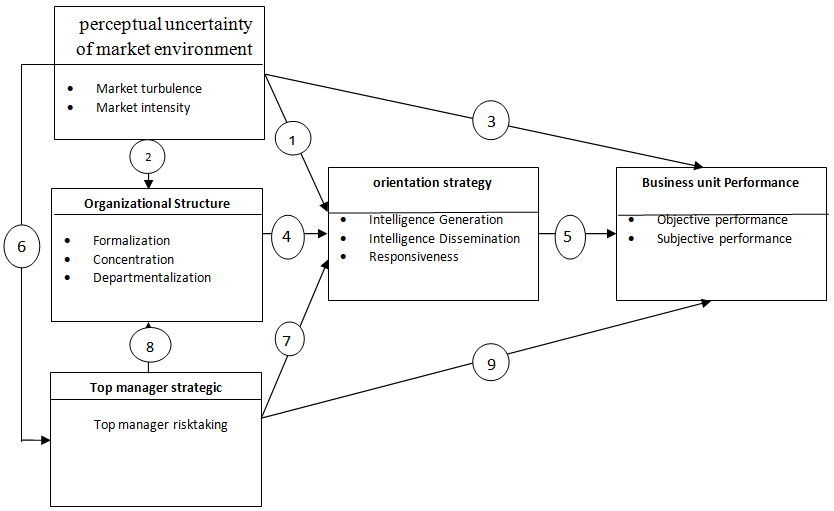 perceptual uncertainty
of market environment
• Market turbulence
• Market intensity
1
2
3
Organizational Structure
• Formalization
• Concentration
• Departmentalization
orientation strategy
• Intelligence Generation
• Intelligence Dissemination
• Responsiveness
Business unit Performance
• Objective performance
• Subjective performance
4
5
6
7
8
9
Top manager strategic
Top manager risktaking